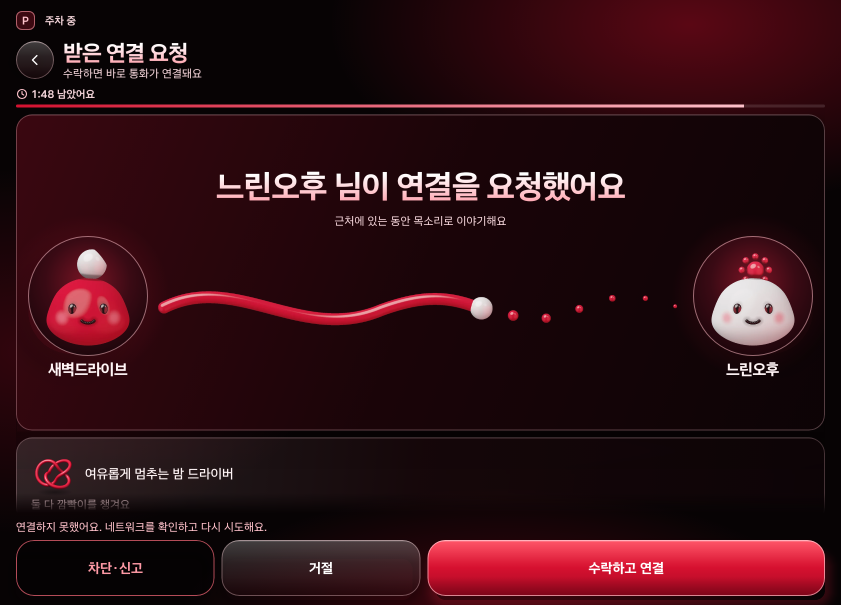 P 주차 중
받은 연결 요청
수락하면 바로 통화가 연결돼요
1:48 남았어요
느린오후 님이 연결을 요청했어요
근처에 있는 동안 목소리로 이야기해요
새벽드라이브
느린오후
여유롭게 멈추는 밤 드라이버
둘 다 깜빡이를 챙겨요
연결하지 못했어요. 네트워크를 확인하고 다시 시도해요.
차단·신고
거절
수락하고 연결